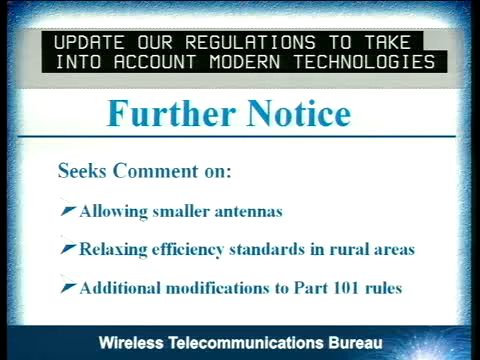 UPDATE OUR REGULATIONS TO TAKE
INTO ACCOUNT MODERN TECHNOLOGIES
Further Notice
Seeks Comment on:
Allowing smaller antennas
Relaxing efficiency standards in rural areas
Additional modifications to Part 101 rules
Wireless Telecommunications Bureau